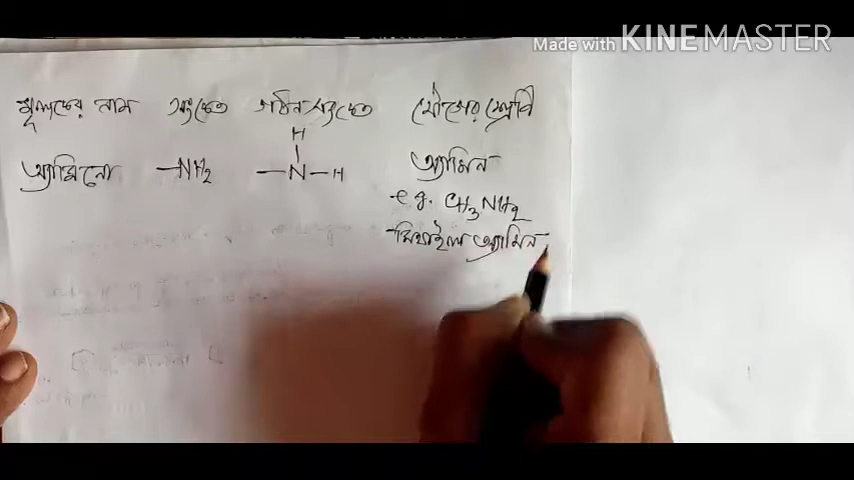 Made with KINEMASTER
মূলকের নাম সংকেত গঠন সংকেত যৌগের শ্রেণি
অ্যামিনো —NH₂ H —N—H অ্যামিন
e.g. CH₃NH₂
মিথাইল অ্যামিন